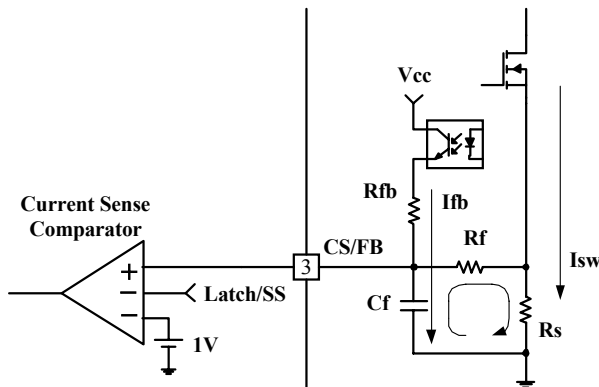 Vcc
Rfb
Ifb
Current Sense
Comparator
3
CS/FB
Rf
Isw
+
−
Latch/SS
−
1V
Cf
Rs